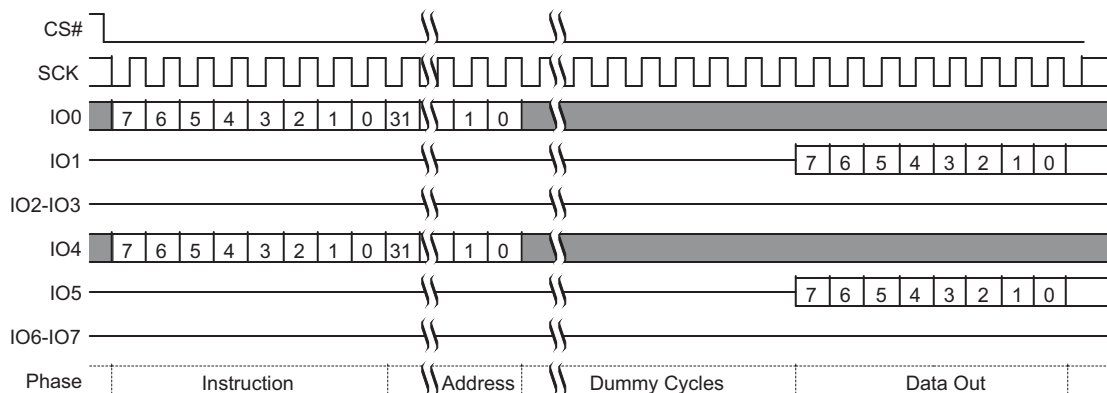 CS#
SCK
IO0 7 6 5 4 3 2 1 0 31 1 0
IO1 7 6 5 4 3 2 1 0
IO2-IO3
IO4 7 6 5 4 3 2 1 0 31 1 0
IO5 7 6 5 4 3 2 1 0
IO6-IO7
Phase Instruction Address Dummy Cycles Data Out